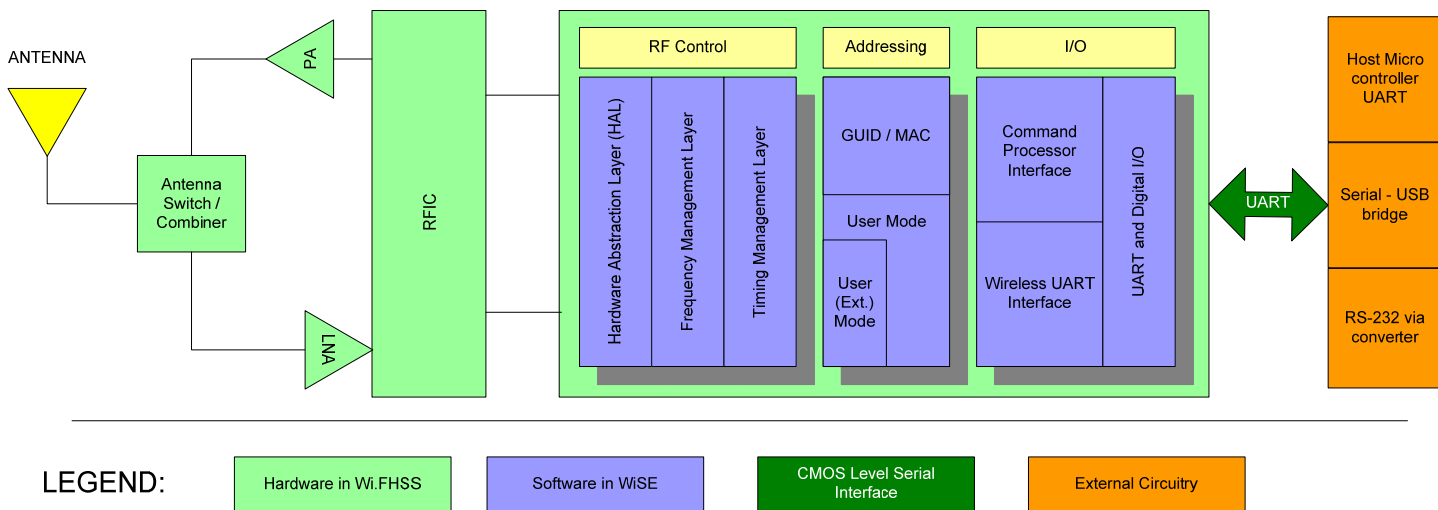 ANTENNA
PA
Antenna
Switch /
Combiner
LNA
RFIC
RF Control
Hardware Abstraction Layer (HAL)
Frequency Management Layer
Timing Management Layer
Addressing
GUID / MAC
User Mode
User
(Ext.)
Mode
I/O
Command
Processor
Interface
Wireless UART
Interface
UART and Digital I/O
UART
Host Micro
controller
UART
Serial - USB
bridge
RS-232 via
converter
LEGEND:
Hardware in Wi.FHSS
Software in WiSE
CMOS Level Serial
Interface
External Circuitry